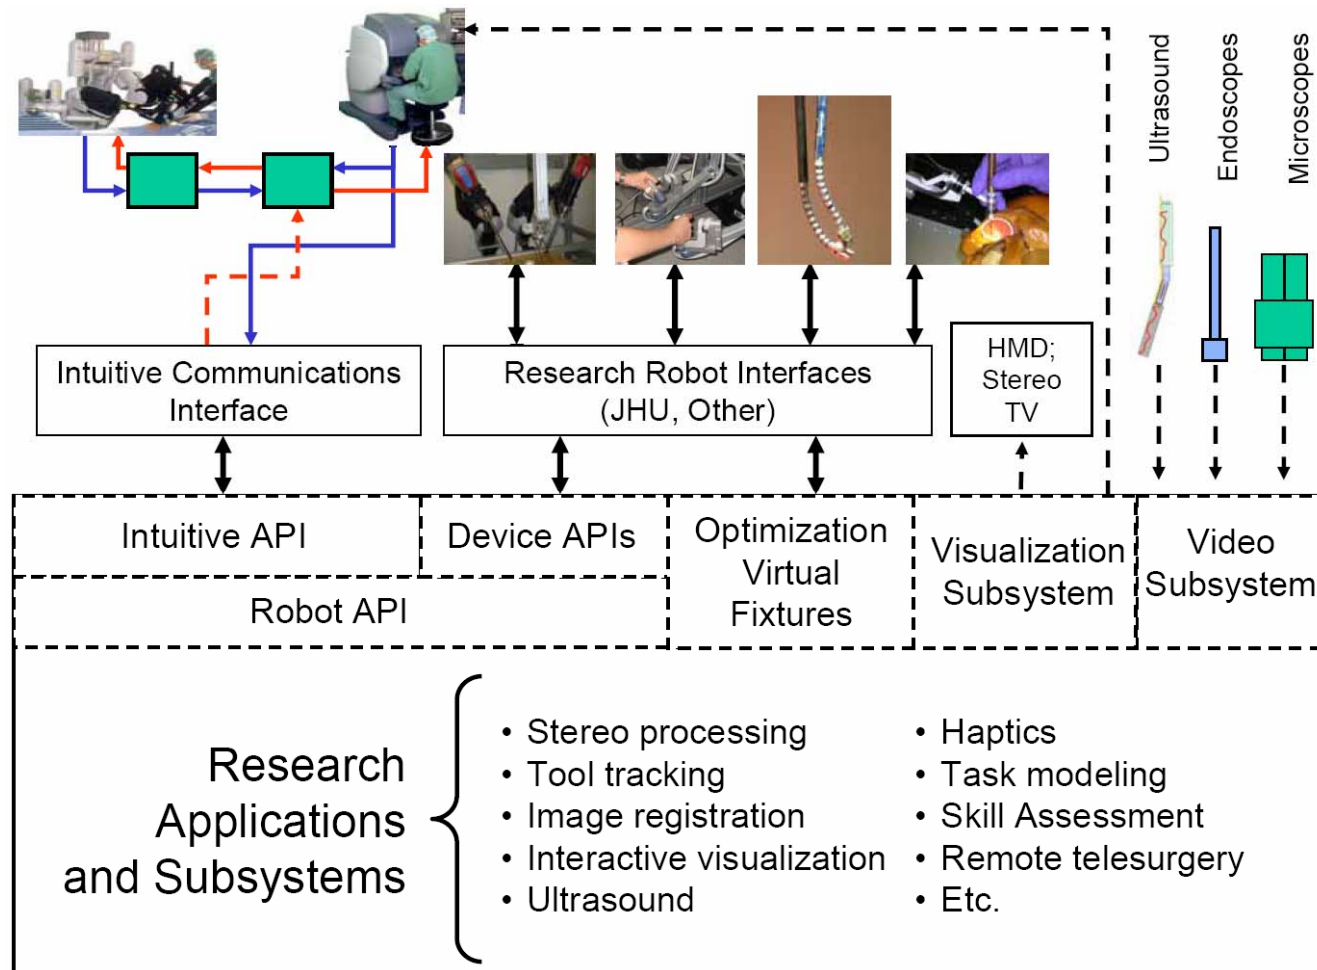 Ultrasound
Endoscopes
Microscopes
Intuitive Communications
Interface
Research Robot Interfaces
(JHU, Other)
HMD;
Stereo
TV
Intuitive API
Device APIs
Robot API
Optimization
Virtual
Fixtures
Visualization
Subsystem
Video
Subsystem
Research
Applications
and Subsystems
• Stereo processing
• Tool tracking
• Image registration
• Interactive visualization
• Ultrasound
• Haptics
• Task modeling
• Skill Assessment
• Remote telesurgery
• Etc.